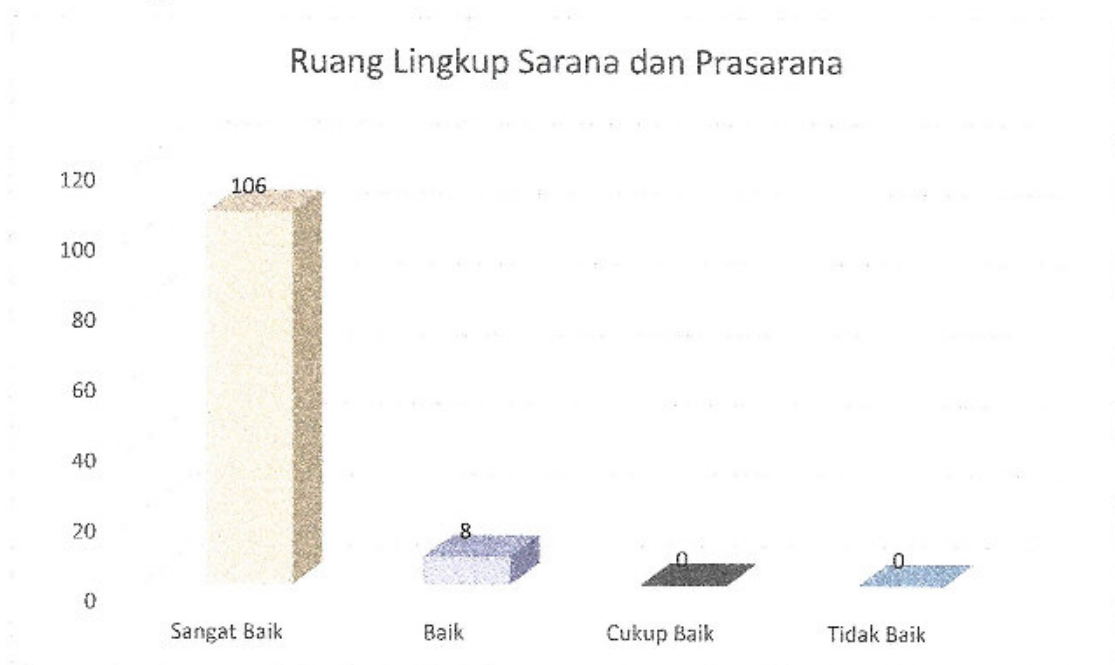 Ruang Lingkup Sarana dan Prasarana
120
100
80
60
40
20
0
106
8
0
0
Sangat Baik
Baik
Cukup Baik
Tidak Baik